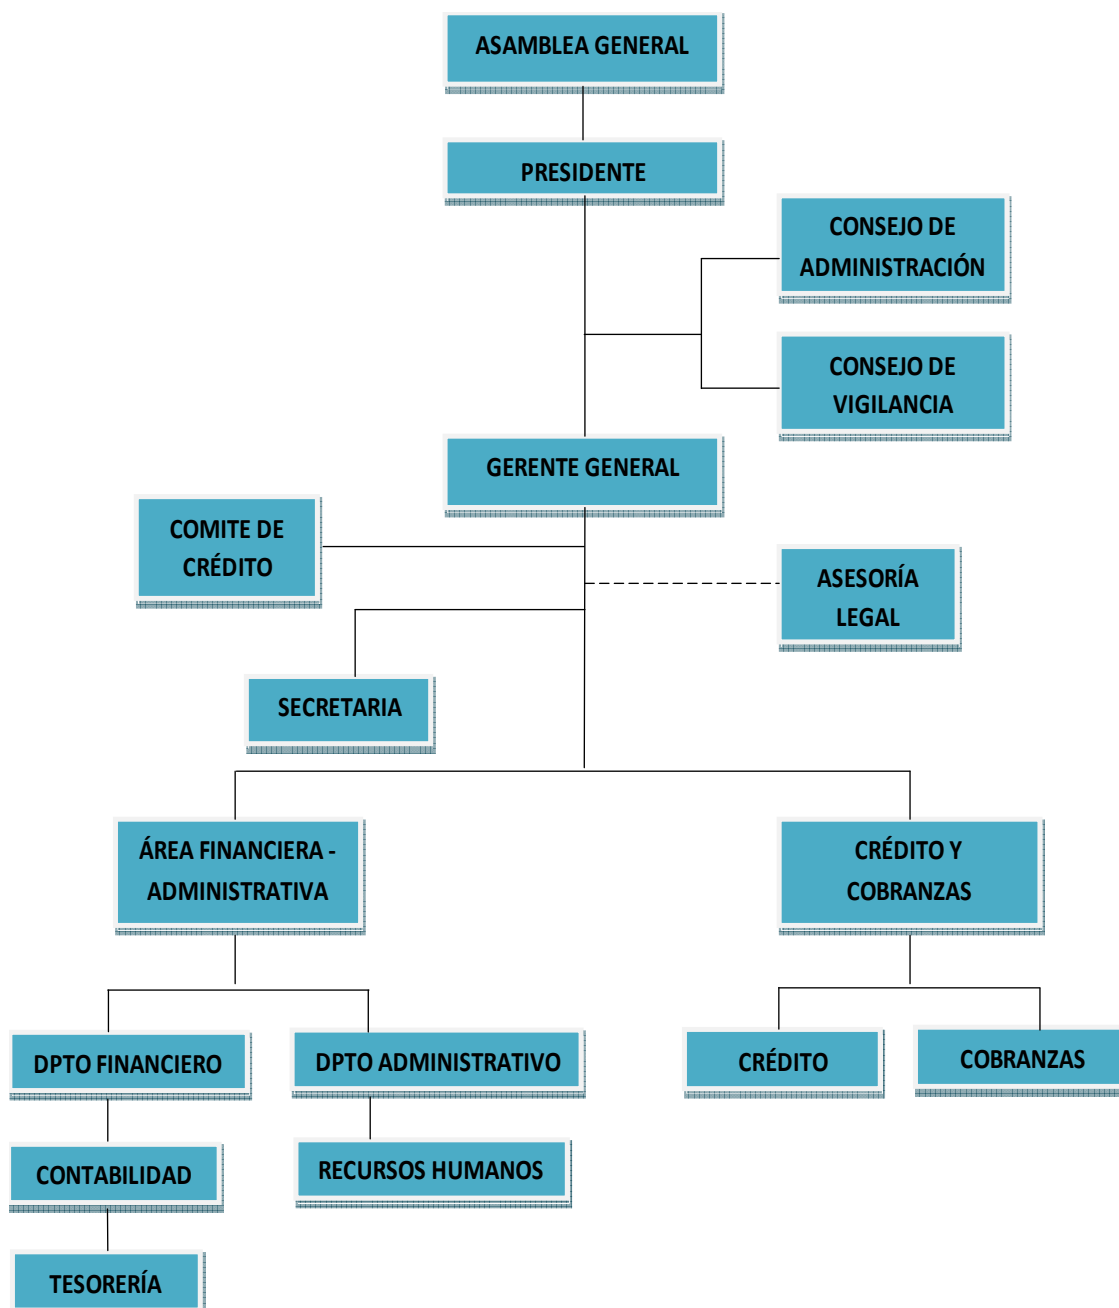 ASAMBLEA GENERAL
PRESIDENTE
CONSEJO DE
ADMINISTRACIÓN
CONSEJO DE
VIGILANCIA
GERENTE GENERAL
COMITE DE
CRÉDITO
ASESORÍA
LEGAL
SECRETARIA
ÁREA FINANCIERA -
ADMINISTRATIVA
CRÉDITO Y
COBRANZAS
DPTO FINANCIERO
DPTO ADMINISTRATIVO
CRÉDITO
COBRANZAS
CONTABILIDAD
RECURSOS HUMANOS
TESORERÍA